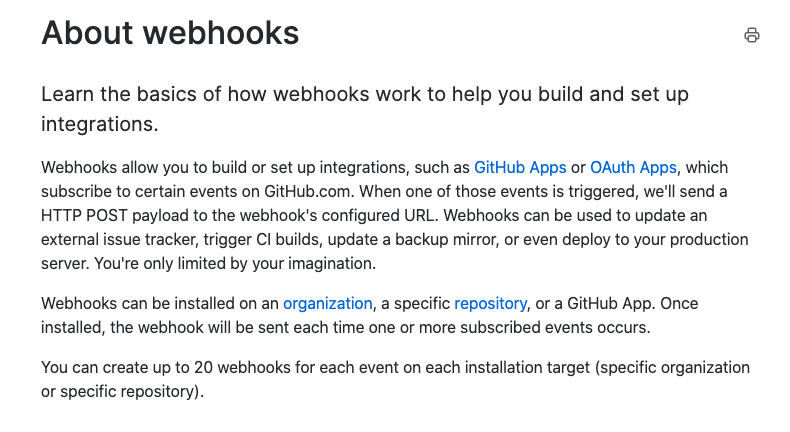 About webhooks
Learn the basics of how webhooks work to help you build and set up
integrations.
Webhooks allow you to build or set up integrations, such as GitHub Apps or OAuth Apps, which
subscribe to certain events on GitHub.com. When one of those events is triggered, we'll send a
HTTP POST payload to the webhook's configured URL. Webhooks can be used to update an
external issue tracker, trigger CI builds, update a backup mirror, or even deploy to your production
server. You're only limited by your imagination.
Webhooks can be installed on an organization, a specific repository, or a GitHub App. Once
installed, the webhook will be sent each time one or more subscribed events occurs.
You can create up to 20 webhooks for each event on each installation target (specific organization
or specific repository).